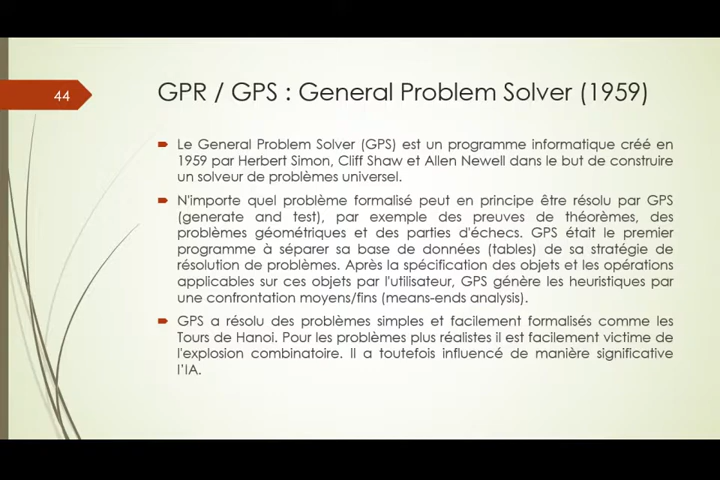 44
GPR / GPS : General Problem Solver (1959)
Le General Problem Solver (GPS) est un programme informatique créé en
1959 par Herbert Simon, Cliff Shaw et Allen Newell dans le but de construire
un solveur de problèmes universel.
N'importe quel problème formalisé peut en principe être résolu par GPS
(generate and test), par exemple des preuves de théorèmes, des
problèmes géométriques et des parties d'échecs. GPS était le premier
programme à séparer sa base de données (tables) de sa stratégie de
résolution de problèmes. Après la spécification des objets et les opérations
applicables sur ces objets par l'utilisateur, GPS génère les heuristiques par
une confrontation moyens/fins (means-ends analysis).
GPS a résolu des problèmes simples et facilement formalisés comme les
Tours de Hanoi. Pour les problèmes plus réalistes il est facilement victime de
l'explosion combinatoire. Il a toutefois influencé de manière significative
l'IA.